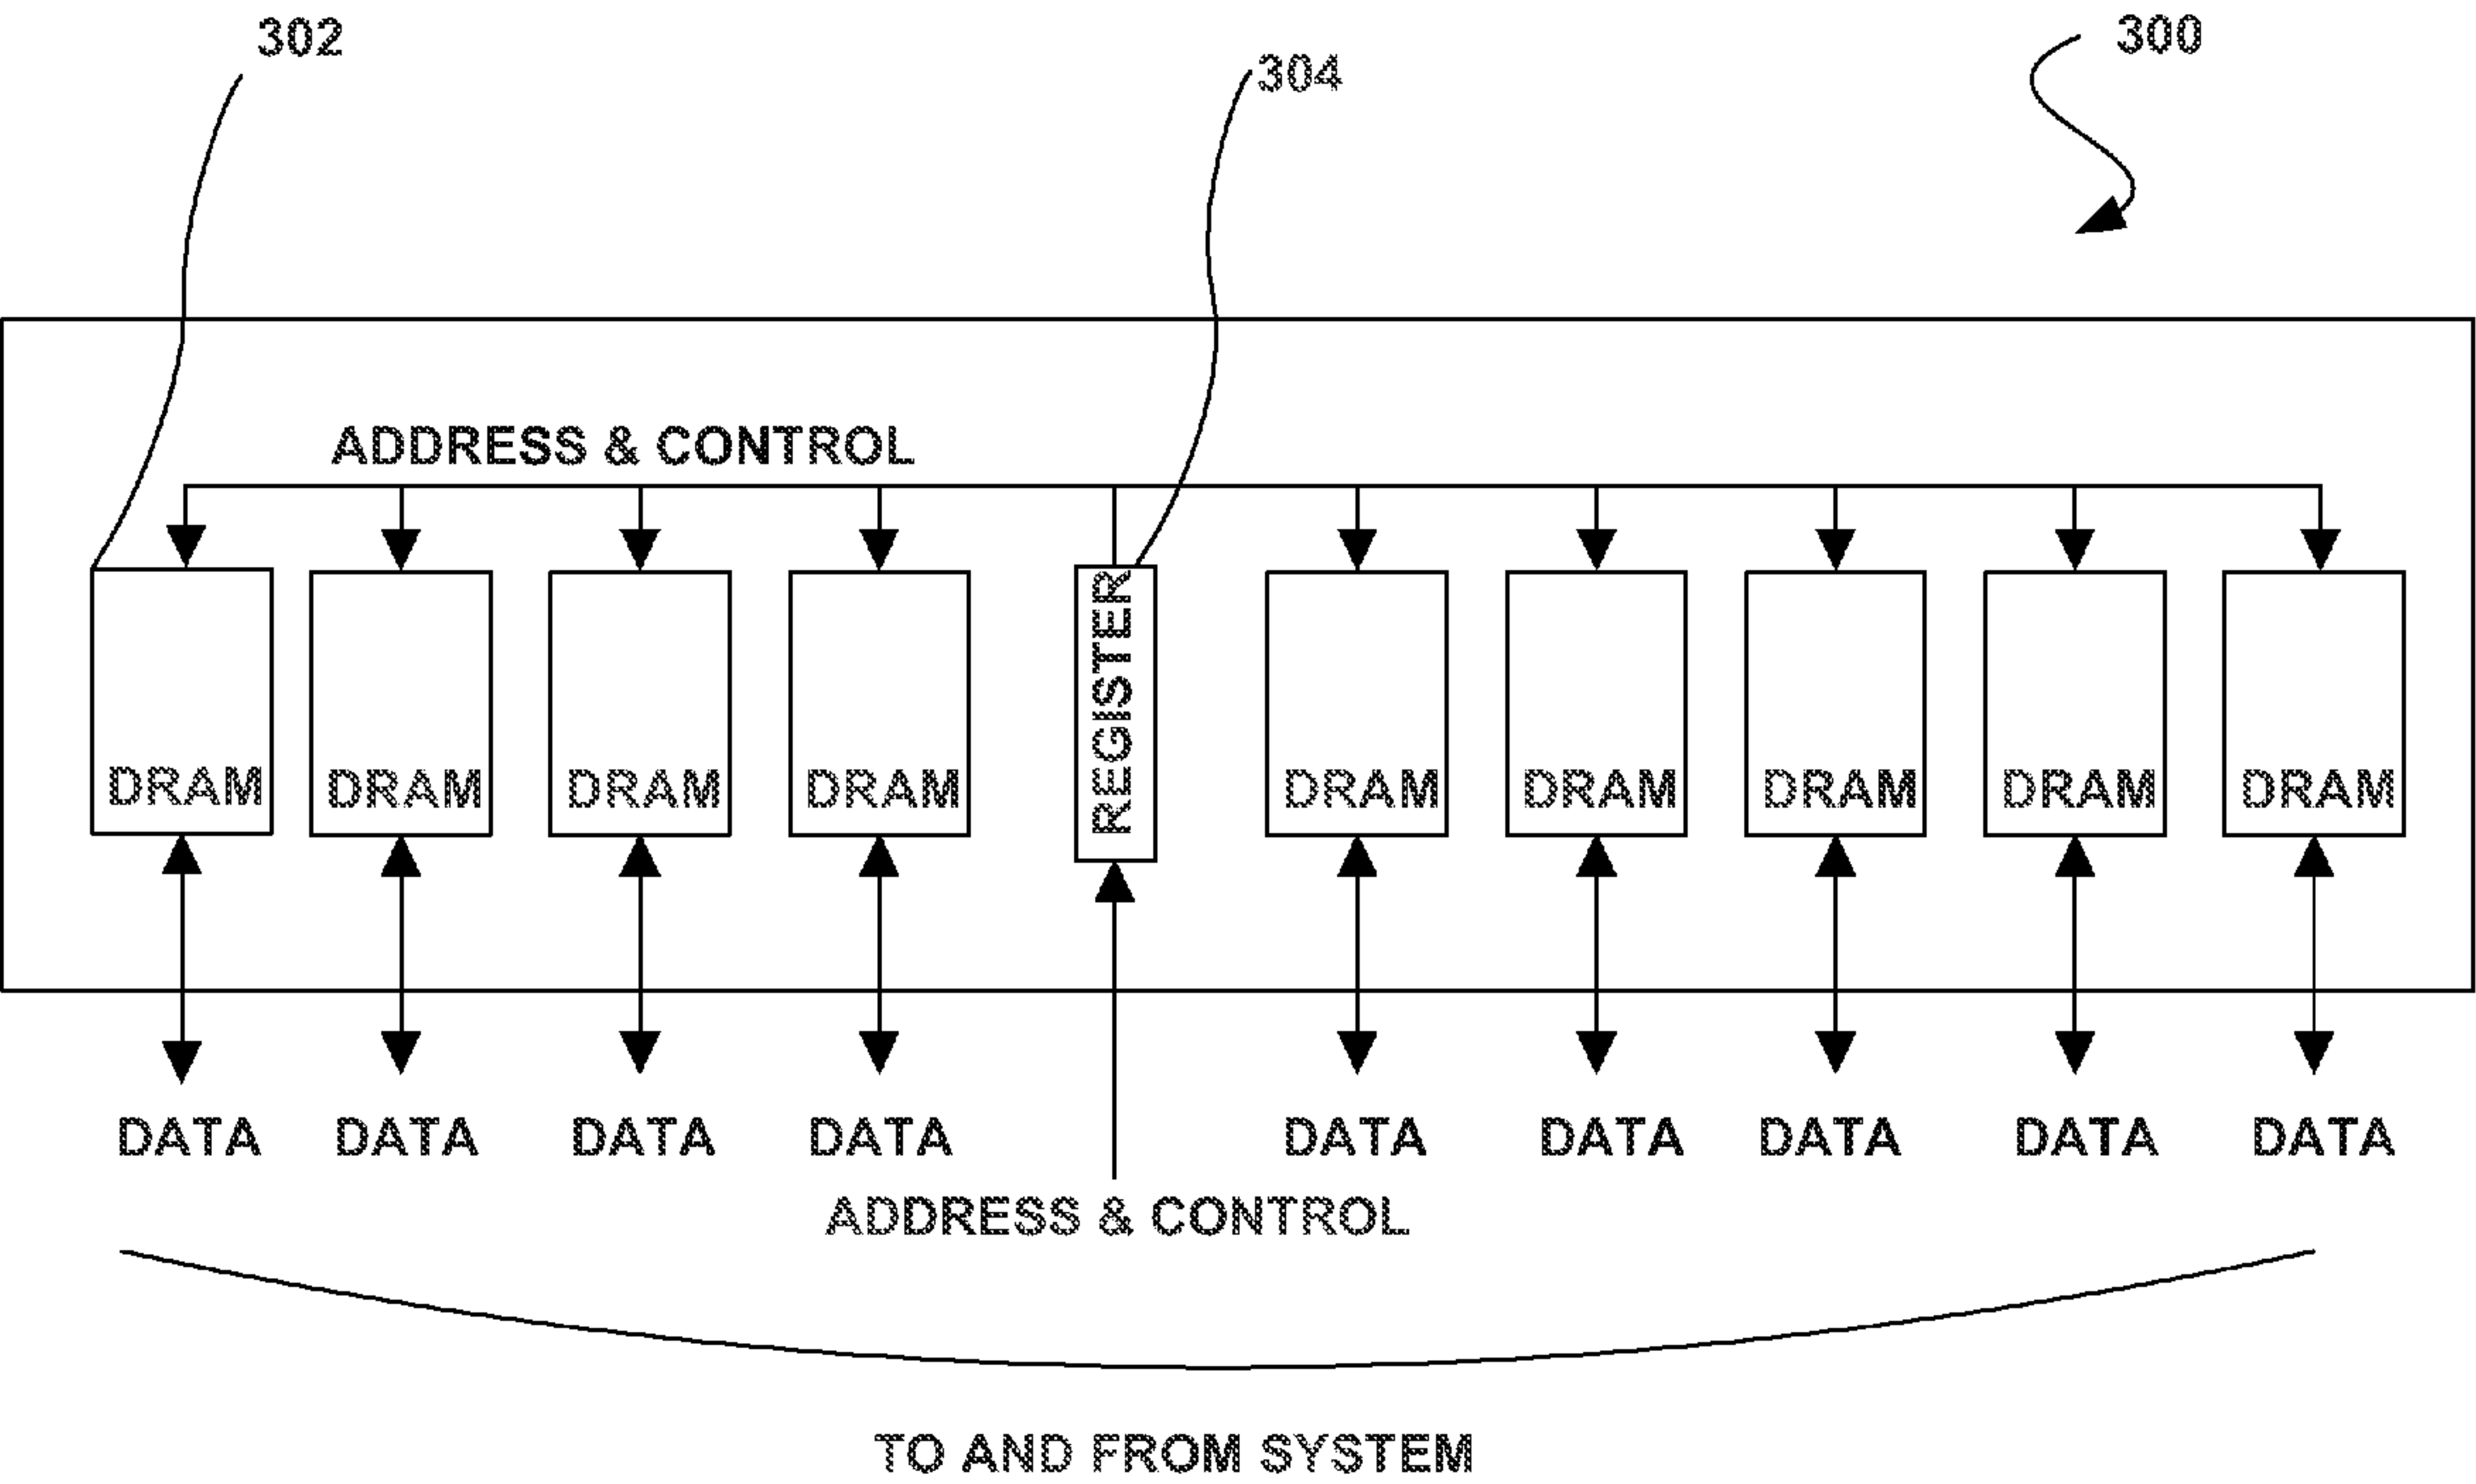 302
304
300
ADDRESS & CONTROL
DRAM DRAM DRAM DRAM REGISTER DRAM DRAM DRAM DRAM DRAM
DATA DATA DATA DATA DATA DATA DATA DATA DATA
ADDRESS & CONTROL
TO AND FROM SYSTEM